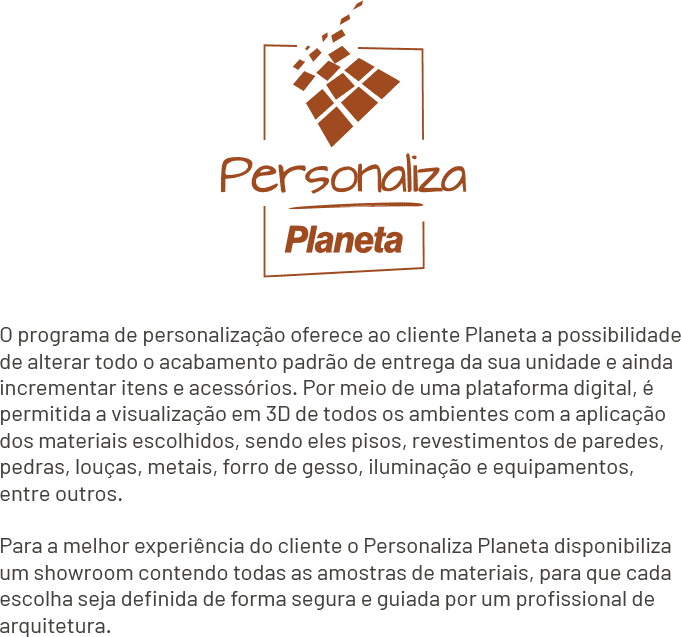 Personaliza
Planeta
O programa de personalização oferece ao cliente Planeta a possibilidade
de alterar todo o acabamento padrão de entrega da sua unidade e ainda
incrementar itens e acessórios. Por meio de uma plataforma digital, é
permitida a visualização em 3D de todos os ambientes com a aplicação
dos materiais escolhidos, sendo eles pisos, revestimentos de paredes,
pedras, louças, metais, forro de gesso, iluminação e equipamentos,
entre outros.
Para a melhor experiência do cliente o Personaliza Planeta disponibiliza
um showroom contendo todas as amostras de materiais, para que cada
escolha seja definida de forma segura e guiada por um profissional de
arquitetura.